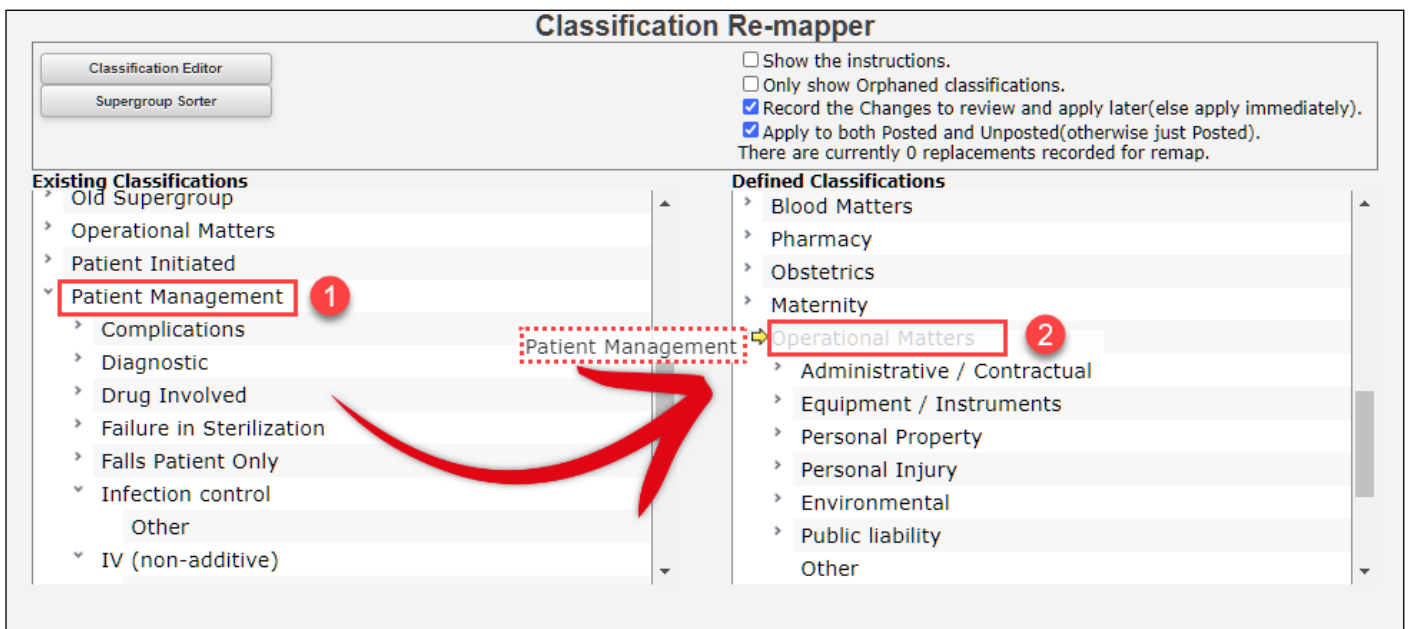 Classification Re-mapper
Classification Editor
Supergroup Sorter
Show the instructions.
Only show Orphaned classifications.
Record the Changes to review and apply later(else apply immediately).
Apply to both Posted and Unposted(otherwise just Posted).
There are currently 0 replacements recorded for remap.
Existing Classifications
Old Supergroup
Operational Matters
Patient Initiated
Patient Management
1
Complications
Diagnostic
Drug Involved
Failure in Sterilization
Falls Patient Only
Infection control
Other
IV (non-additive)
Patient Management
Defined Classifications
Blood Matters
Pharmacy
Obstetrics
Maternity
Operational Matters
2
Administrative / Contractual
Equipment / Instruments
Personal Property
Personal Injury
Environmental
Public liability
Other